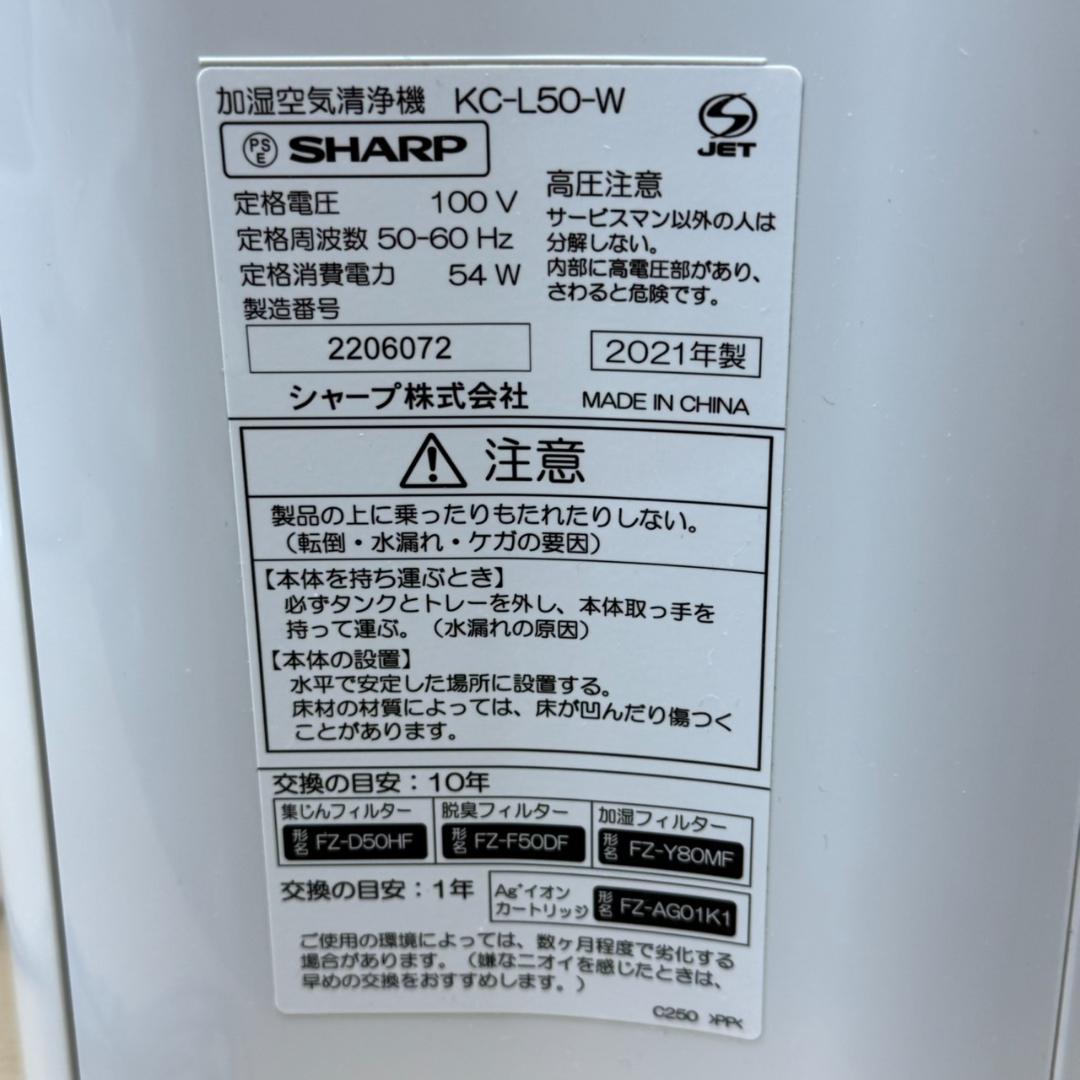 加湿空気清浄機 KC-L50-W
PS E SHARP
JET
定格電圧 100 V
定格周波数 50-60 Hz
定格消費電力 54 W
製造番号
2206072
高圧注意
サービスマン以外の人は
分解しない。
内部に高電圧部があり、
さわると危険です。
2021年製
シャープ株式会社
MADE IN CHINA
注意
製品の上に乗ったりもたれたりしない。
（転倒・水漏れ・ケガの要因）
【本体を持ち運ぶとき】
必ずタンクとトレーを外し、本体取っ手を
持って運ぶ。（水漏れの原因）
【本体の設置】
水平で安定した場所に設置する。
床材の材質によっては、床が凹んだり傷つく
ことがあります。
交換の目安：10年
集じんフィルター
形名 FZ-D50HF
脱臭フィルター
形名 FZ-F50DF
加湿フィルター
形名 FZ-Y80MF
交換の目安：1年
Ag⁺イオン
カートリッジ
形名 FZ-AG01K1
ご使用の環境によっては、数ヶ月程度で劣化する
場合があります。（嫌なニオイを感じたときは、
早めの交換をおすすめします。）
C250 >PP<